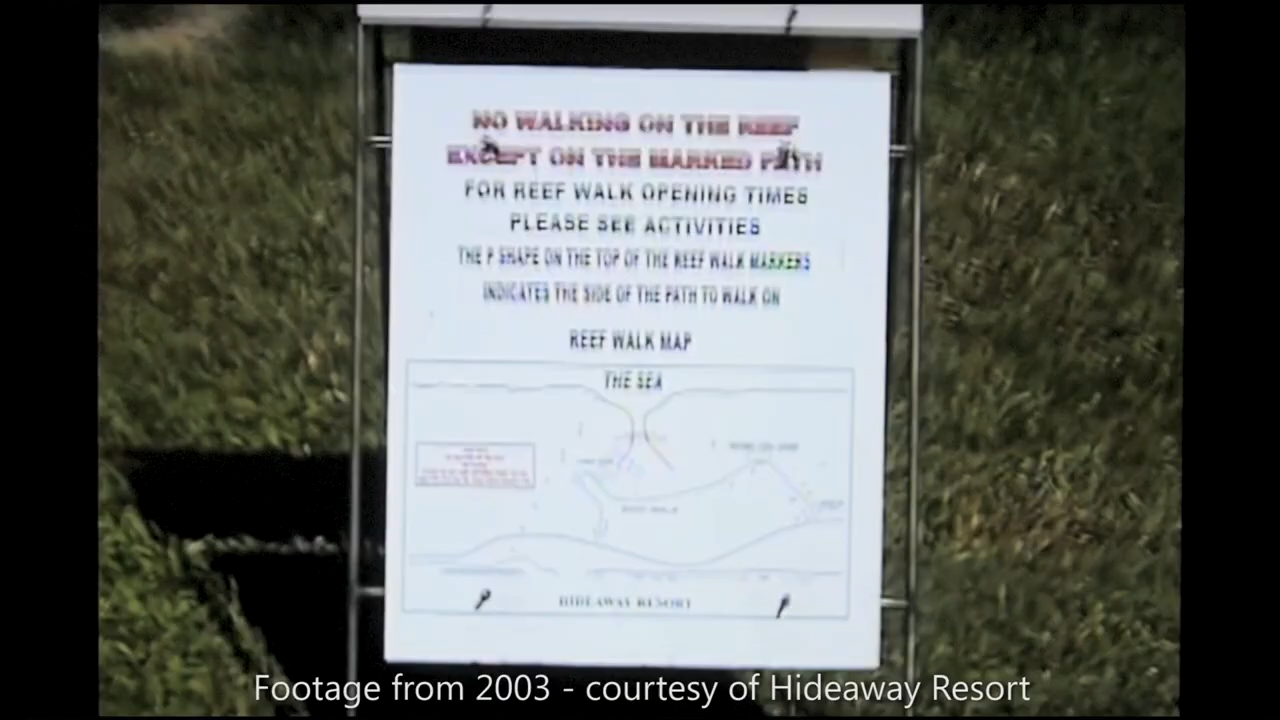 NO WALKING ON THE REEF
EXCEPT ON THE MARKED PATH
FOR REEF WALK OPENING TIMES
PLEASE SEE ACTIVITIES
THE P SHAPE ON THE TOP OF THE REEF WALK MARKERS
INDICATES THE SIDE OF THE PATH TO WALK ON
REEF WALK MAP
THE SEA
HIDEAWAY RESORT
Footage from 2003 - courtesy of Hideaway Resort